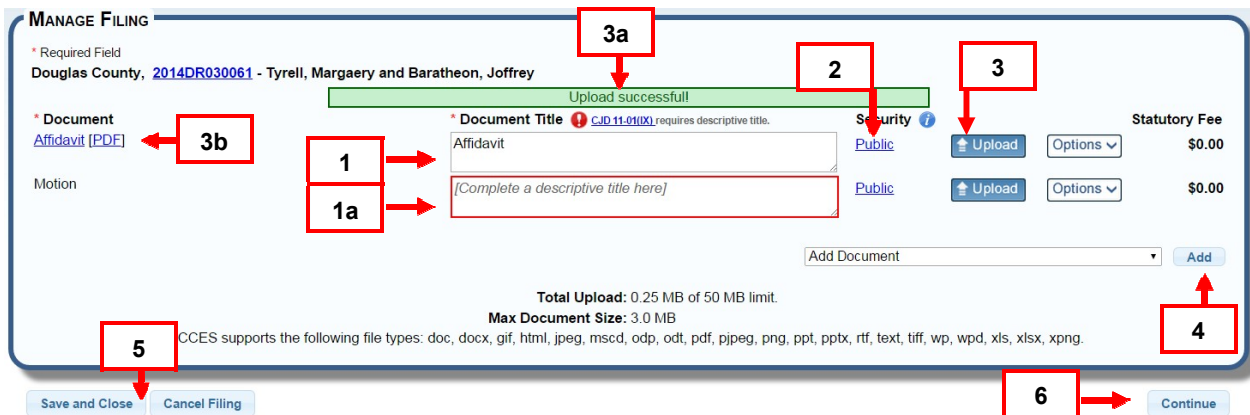 MANAGE FILING
* Required Field
3a
Douglas County, 2014DR030061 - Tyrell, Margaery and Baratheon, Joffrey
2
3
Upload successful!
* Document
* Document Title CJD 11-01(IX) requires descriptive title.
Security i
Statutory Fee
Affidavit [PDF]
3b
1
Affidavit
Public
Upload
Options
$0.00
Motion
1a
[Complete a descriptive title here]
Public
Upload
Options
$0.00
Add Document
Add
Total Upload: 0.25 MB of 50 MB limit.
Max Document Size: 3.0 MB
4
5
CCES supports the following file types: doc, docx, gif, html, jpeg, mscd, odp, odt, pdf, pjpeg, png, ppt, pptx, rtf, text, tiff, wp, wpd, xls, xlsx, xpng.
Save and Close
Cancel Filing
6
Continue